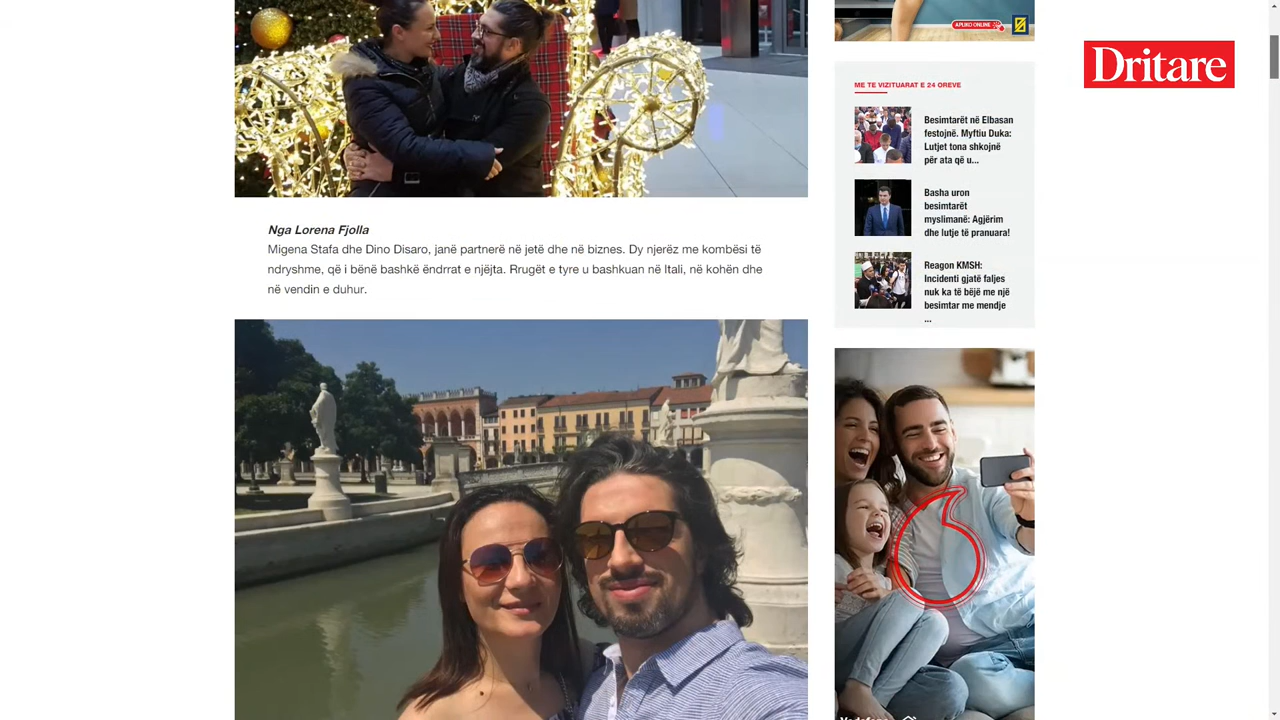 APLIKO ONLINE
Dritare
ME TE VIZITUARAT E 24 OREVE
Besimtarët në Elbasan
festojnë. Myftiu Duka:
Lutjet tona shkojnë
për ata që u...
Basha uron
besimtarët
myslimanë: Agjërim
dhe lutje të pranuara!
Reagon KMSH:
Incidenti gjatë faljes
nuk ka të bëjë me një
besimtar me mendje
...
Nga Lorena Fjolla
Migena Stafa dhe Dino Disaro, janë partnerë në jetë dhe në biznes. Dy njerëz me kombësi të
ndryshme, që i bënë bashkë ëndrrat e njëjta. Rrugët e tyre u bashkuan në Itali, në kohën dhe
në vendin e duhur.
Vodafone